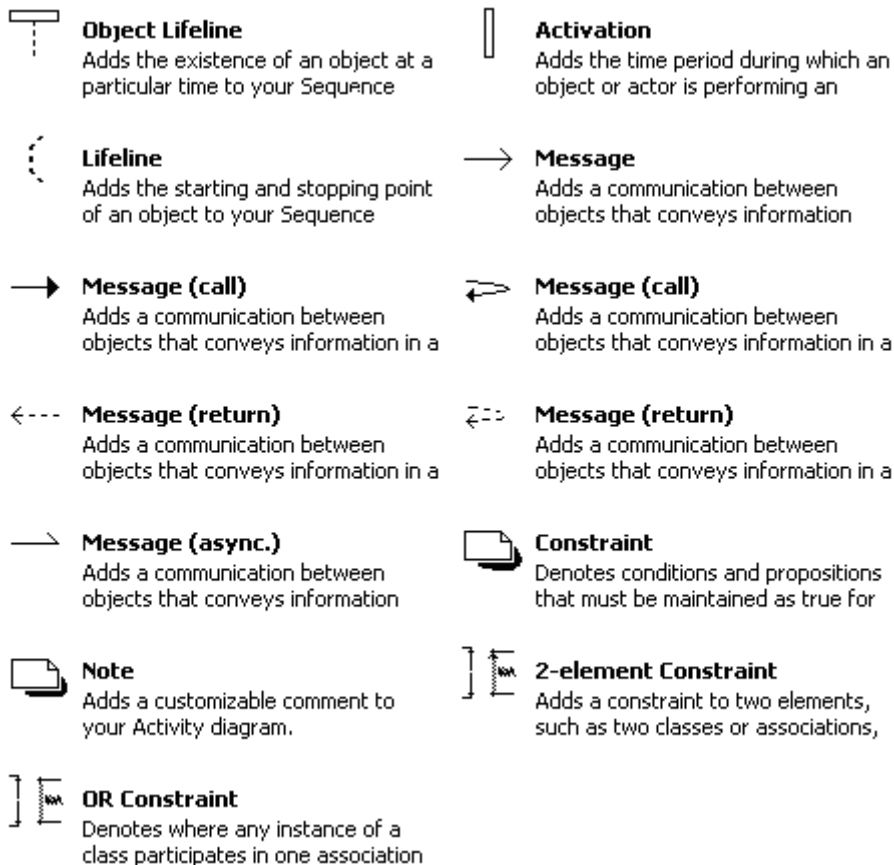 Object Lifeline
Adds the existence of an object at a
particular time to your Sequence
Activation
Adds the time period during which an
object or actor is performing an
Lifeline
Adds the starting and stopping point
of an object to your Sequence
Message
Adds a communication between
objects that conveys information
Message (call)
Adds a communication between
objects that conveys information in a
Message (call)
Adds a communication between
objects that conveys information in a
Message (return)
Adds a communication between
objects that conveys information in a
Message (return)
Adds a communication between
objects that conveys information in a
Message (async.)
Adds a communication between
objects that conveys information
Constraint
Denotes conditions and propositions
that must be maintained as true for
Note
Adds a customizable comment to
your Activity diagram.
2-element Constraint
Adds a constraint to two elements,
such as two classes or associations,
OR Constraint
Denotes where any instance of a
class participates in one association